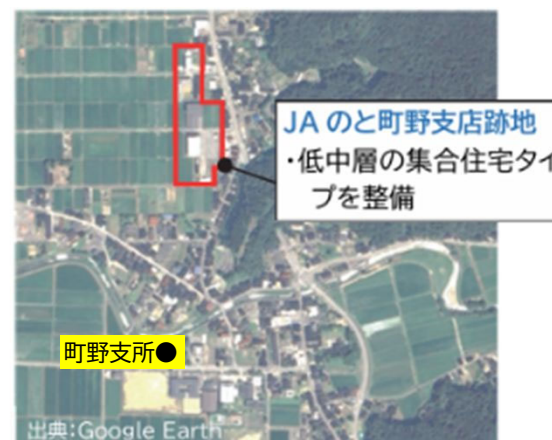 JAのと町野支店跡地
・低中層の集合住宅タイ
プを整備
町野支所●
出典:Google Earth